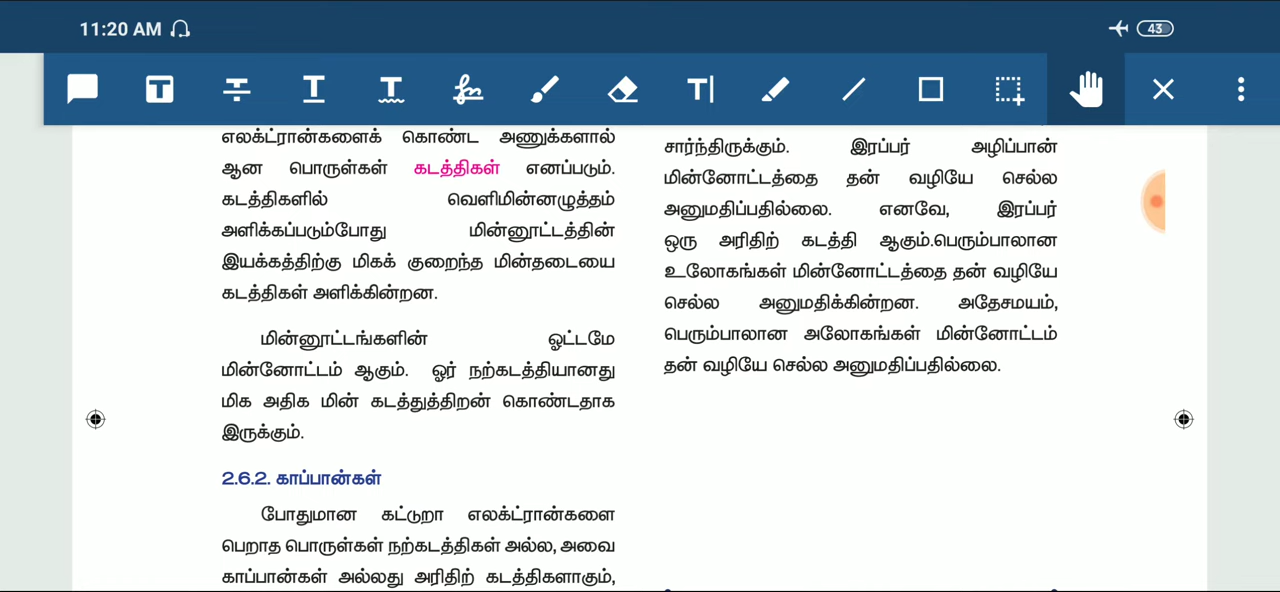 11:20 AM
43
எலக்ட்ரான்களைக் கொண்ட அணுக்களால்
ஆன பொருள்கள் கடத்திகள் எனப்படும்.
கடத்திகளில் வெளிமின்னழுத்தம்
அளிக்கப்படும்போது மின்னூட்டத்தின்
இயக்கத்திற்கு மிகக் குறைந்த மின்தடையை
கடத்திகள் அளிக்கின்றன.
மின்னூட்டங்களின் ஓட்டமே
மின்னோட்டம் ஆகும். ஓர் நற்கடத்தியானது
மிக அதிக மின் கடத்துத்திறன் கொண்டதாக
இருக்கும்.
2.6.2. காப்பான்கள்
போதுமான கட்டுறா எலக்ட்ரான்களை
பெறாத பொருள்கள் நற்கடத்திகள் அல்ல, அவை
காப்பான்கள் அல்லது அரிதிற் கடத்திகளாகும்,
சார்ந்திருக்கும். இரப்பர் அழிப்பான்
மின்னோட்டத்தை தன் வழியே செல்ல
அனுமதிப்பதில்லை. எனவே, இரப்பர்
ஒரு அரிதிற் கடத்தி ஆகும்.பெரும்பாலான
உலோகங்கள் மின்னோட்டத்தை தன் வழியே
செல்ல அனுமதிக்கின்றன. அதேசமயம்,
பெரும்பாலான அலோகங்கள் மின்னோட்டம்
தன் வழியே செல்ல அனுமதிப்பதில்லை.